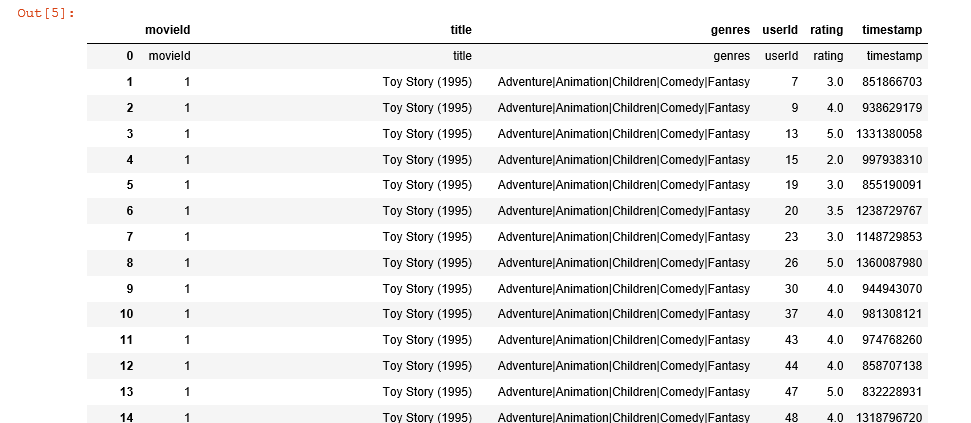 Out[5]:
movieId title genres userId rating timestamp
0 movieId title genres userId rating timestamp
1 1 Toy Story (1995) Adventure|Animation|Children|Comedy|Fantasy 7 3.0 851866703
2 1 Toy Story (1995) Adventure|Animation|Children|Comedy|Fantasy 9 4.0 938629179
3 1 Toy Story (1995) Adventure|Animation|Children|Comedy|Fantasy 13 5.0 1331380058
4 1 Toy Story (1995) Adventure|Animation|Children|Comedy|Fantasy 15 2.0 997938310
5 1 Toy Story (1995) Adventure|Animation|Children|Comedy|Fantasy 19 3.0 855190091
6 1 Toy Story (1995) Adventure|Animation|Children|Comedy|Fantasy 20 3.5 1238729767
7 1 Toy Story (1995) Adventure|Animation|Children|Comedy|Fantasy 23 3.0 1148729853
8 1 Toy Story (1995) Adventure|Animation|Children|Comedy|Fantasy 26 5.0 1360087980
9 1 Toy Story (1995) Adventure|Animation|Children|Comedy|Fantasy 30 4.0 944943070
10 1 Toy Story (1995) Adventure|Animation|Children|Comedy|Fantasy 37 4.0 981308121
11 1 Toy Story (1995) Adventure|Animation|Children|Comedy|Fantasy 43 4.0 974768260
12 1 Toy Story (1995) Adventure|Animation|Children|Comedy|Fantasy 44 4.0 858707138
13 1 Toy Story (1995) Adventure|Animation|Children|Comedy|Fantasy 47 5.0 832228931
14 1 Toy Story (1995) Adventure|Animation|Children|Comedy|Fantasy 48 4.0 1318796720